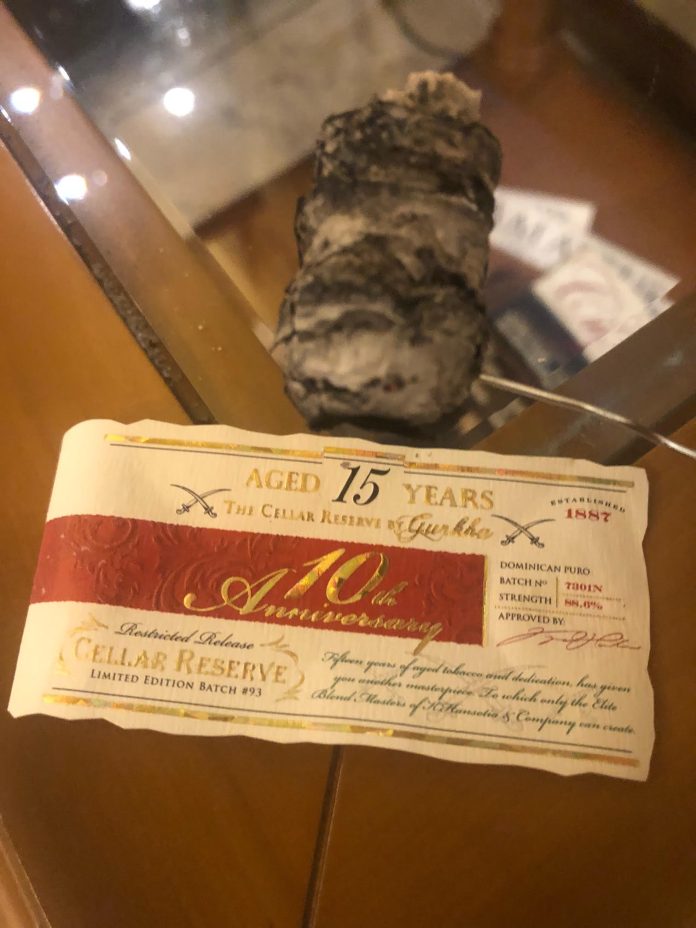 AGED 15 YEARS
THE CELLAR RESERVE BY Gurkha
10th
Anniversary
Restricted Release
CELLAR RESERVE
LIMITED EDITION BATCH #93
ESTABLISHED
1887
DOMINICAN PURO
BATCH Nº 7301N
STRENGTH 88.6%
APPROVED BY:
Fifteen years of aged tobacco and dedication, has given
you another masterpiece. To which only the Elite
Blend Masters of K.Hansotia & Company can create.